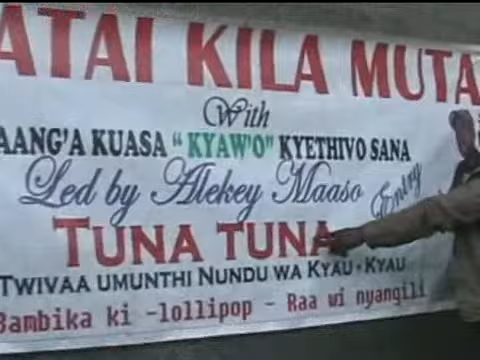 ATAI KILA MUTA
With
AANG'A KUASA "KYAW'O" KYETHIVO SANA
Led by Alekey Maaso
Entry
TUNA TUNA
TWIVAA UMUNTHI NUNDU WA KYAU - KYAU
Bambika ki -lollipop - Raa wi nyangili